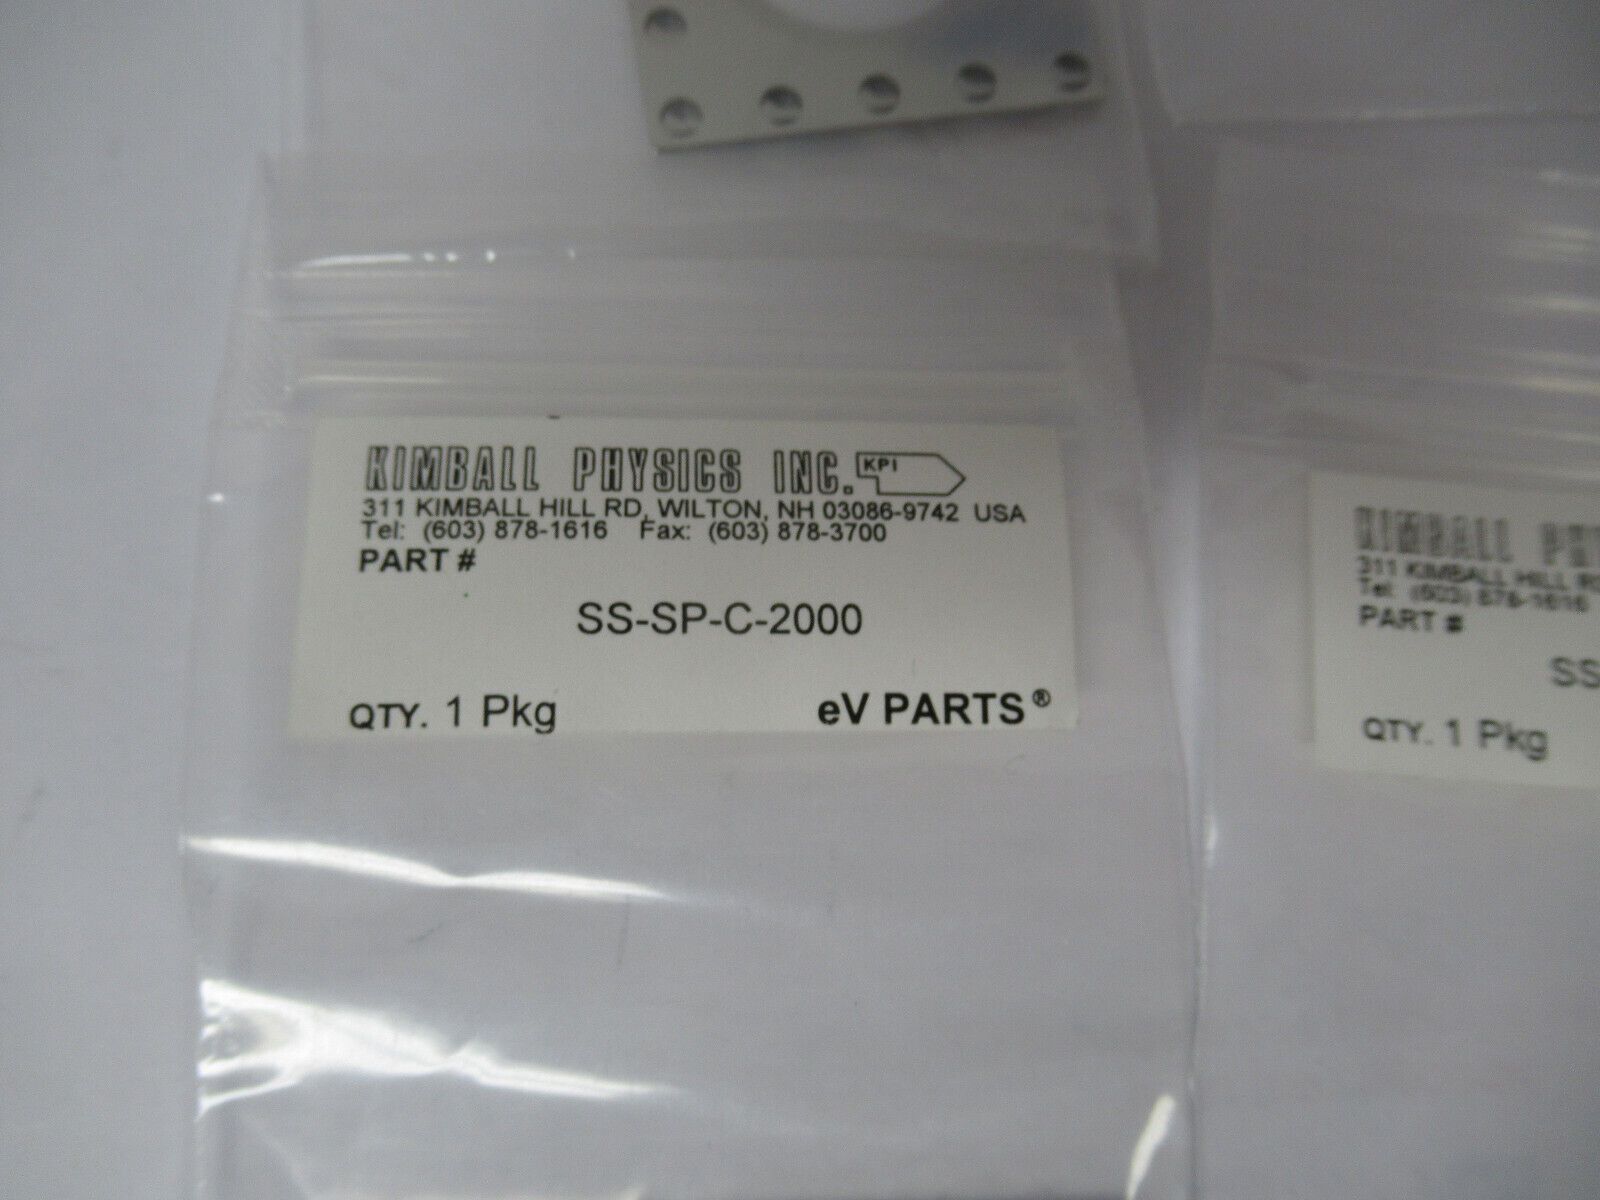 KIMBALL PHYSICS INC. KPI
311 KIMBALL HILL RD, WILTON, NH 03086-9742 USA
Tel: (603) 878-1616 Fax: (603) 878-3700
PART #
SS-SP-C-2000
QTY. 1 Pkg eV PARTS®
KIMBALL
311 KIMBALL HILL
Tel: (603) 878-1616
PART #
SS
QTY. 1 Pkg